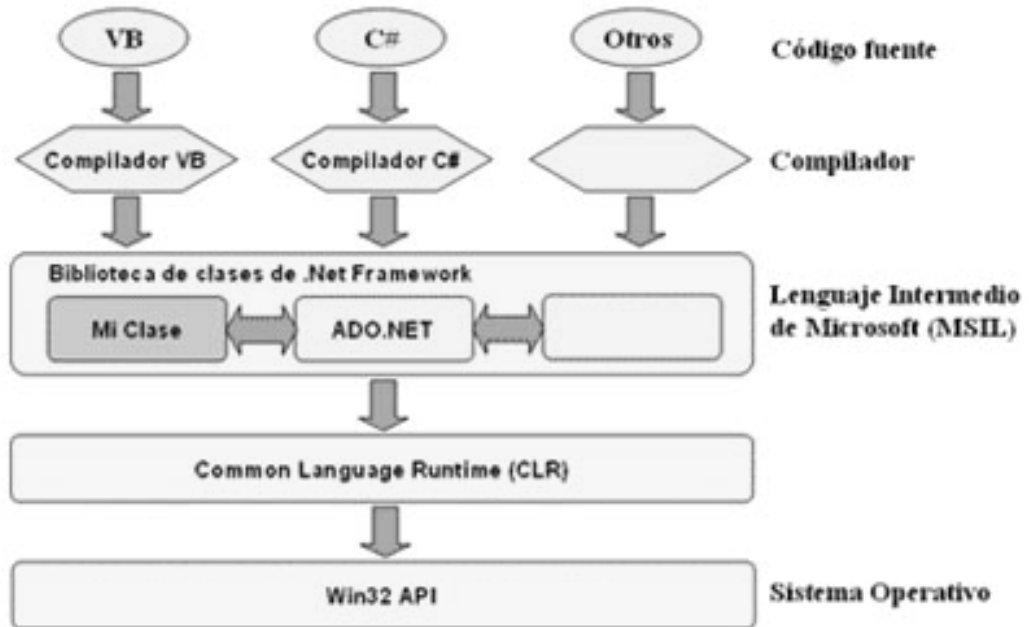 VB
C#
Otros
Código fuente
Compilador VB
Compilador C#
Compilador
Biblioteca de clases de .Net Framework
Mi Clase
ADO.NET
Lenguaje Intermedio
de Microsoft (MSIL)
Common Language Runtime (CLR)
Win32 API
Sistema Operativo